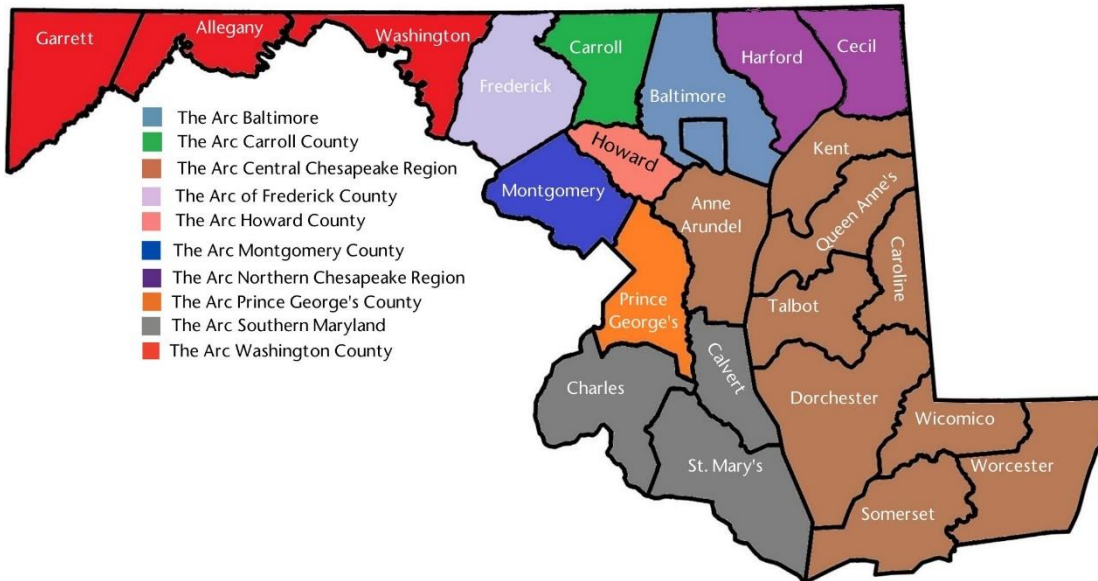 Garrett
Allegany
Washington
Frederick
Carroll
Baltimore
Harford
Cecil
Howard
Montgomery
Anne
Arundel
Kent
Queen Anne's
Caroline
Talbot
Prince
George's
Calvert
Charles
St. Mary's
Dorchester
Wicomico
Worcester
Somerset
The Arc Baltimore
The Arc Carroll County
The Arc Central Chesapeake Region
The Arc of Frederick County
The Arc Howard County
The Arc Montgomery County
The Arc Northern Chesapeake Region
The Arc Prince George's County
The Arc Southern Maryland
The Arc Washington County